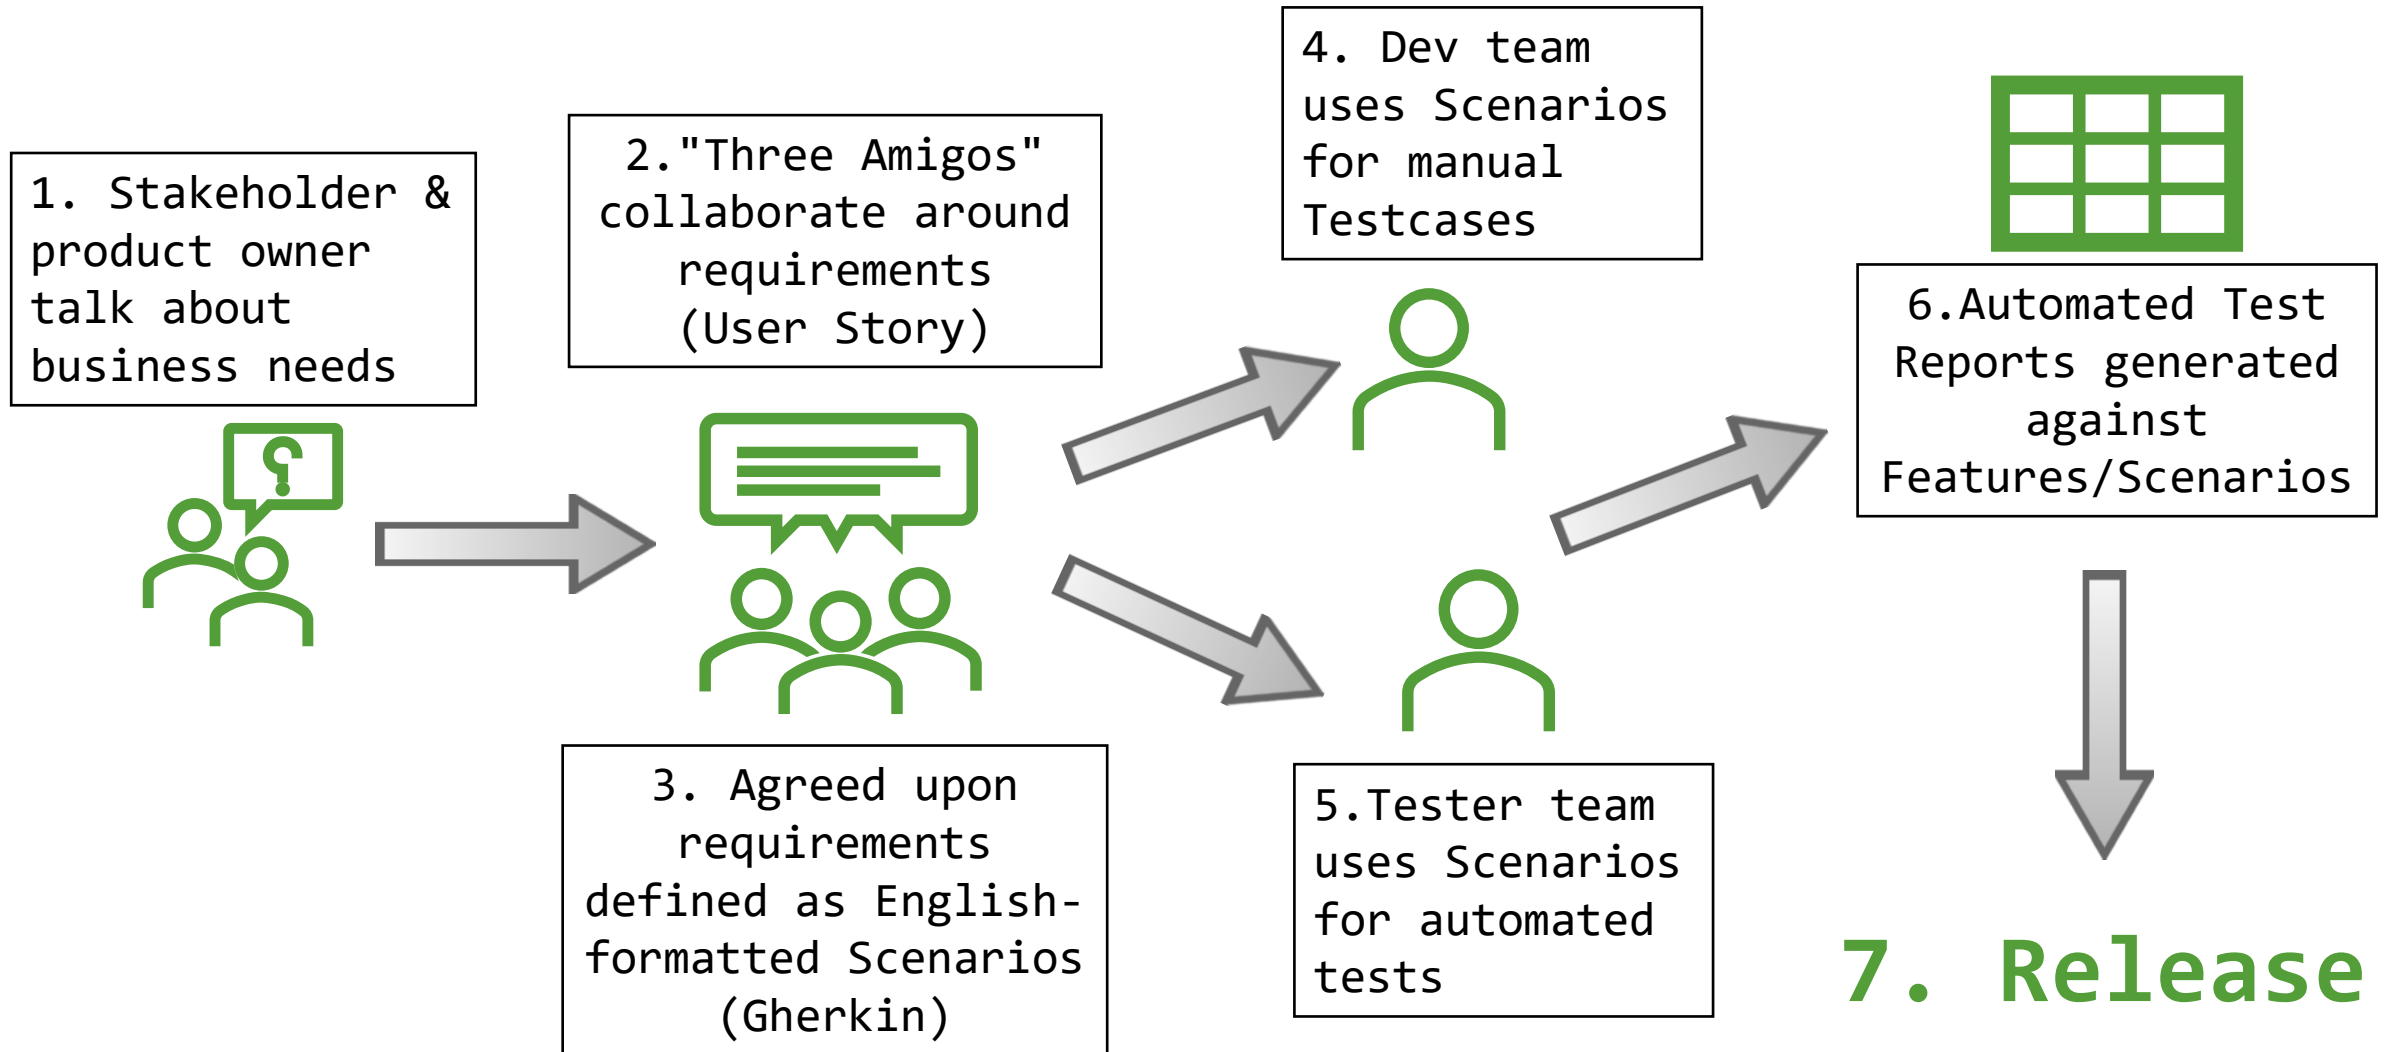 1. Stakeholder &
product owner
talk about
business needs
2."Three Amigos"
collaborate around
requirements
(User Story)
3. Agreed upon
requirements
defined as English-
formatted Scenarios
(Gherkin)
4. Dev team
uses Scenarios
for manual
Testcases
5.Tester team
uses Scenarios
for automated
tests
6.Automated Test
Reports generated
against
Features/Scenarios
7. Release